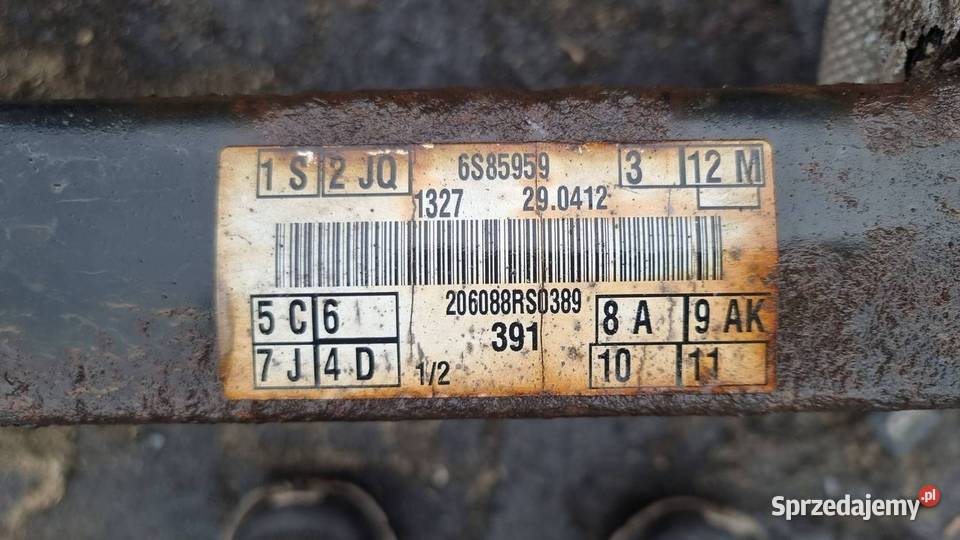 1 S 2 JQ 6S85959 3 12 M
1327 29.0412
206088RS0389
5 C 6 391 8 A 9 AK
7 J 4 D 1/2 10 11
Sprzedajemy .pl